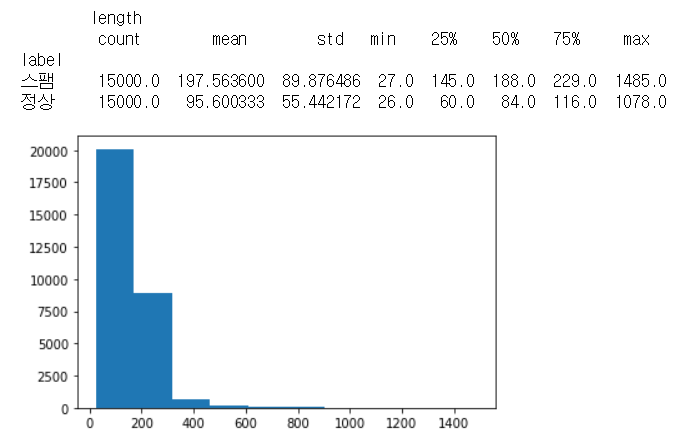 length
count mean std min 25% 50% 75% max
label
스팸 15000.0 197.563600 89.876486 27.0 145.0 188.0 229.0 1485.0
정상 15000.0 95.600333 55.442172 26.0 60.0 84.0 116.0 1078.0
20000
17500
15000
12500
10000
7500
5000
2500
0
0 200 400 600 800 1000 1200 1400